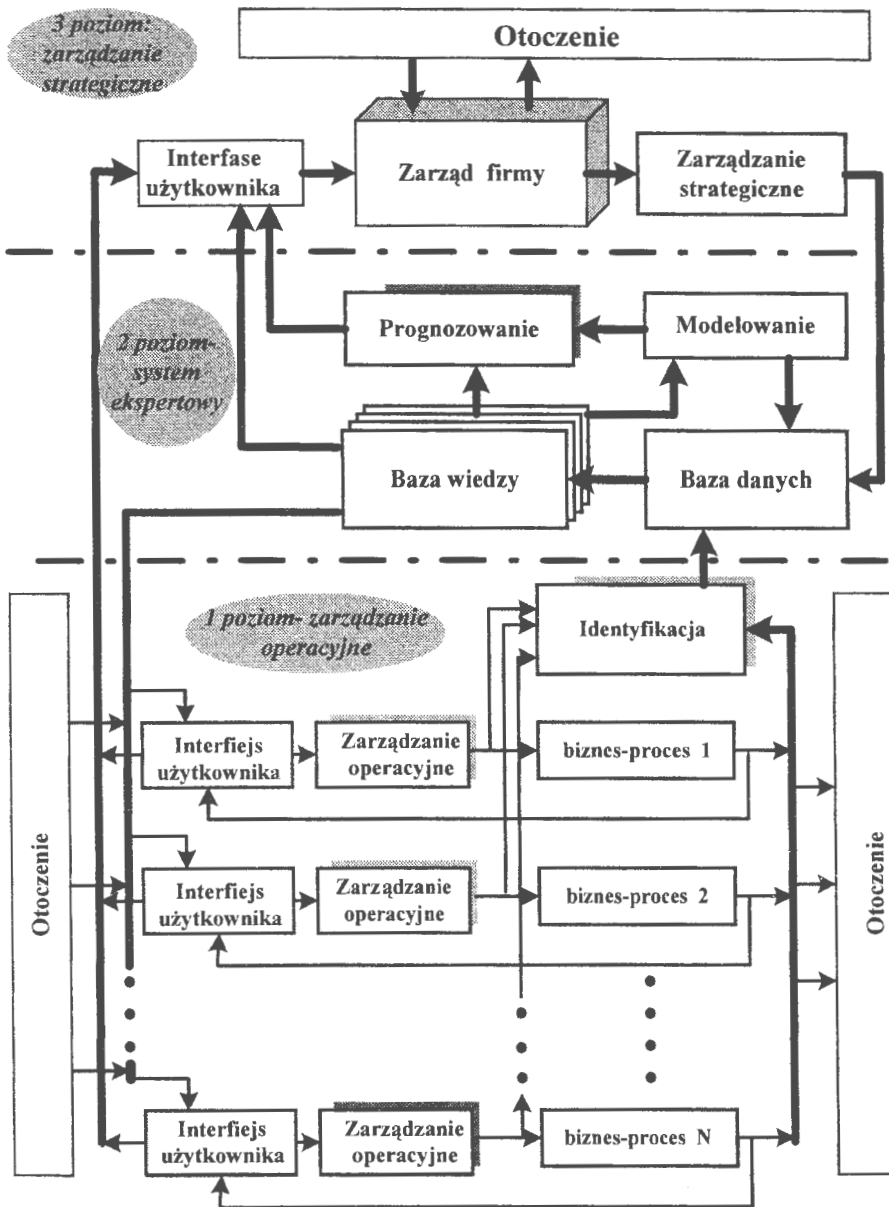 3 poziom:
zarządzanie
strategiczne
Otoczenie
Interfase
użytkownika
Zarząd firmy
Zarządzanie
strategiczne
2 poziom-
system
ekspertowy
Prognozowanie
Modelowanie
Baza wiedzy
Baza danych
1 poziom- zarządzanie
operacyjne
Identyfikacja
Otoczenie
Interfiejs
użytkownika
Zarządzanie
operacyjne
biznes-proces 1
Otoczenie
Interfiejs
użytkownika
Zarządzanie
operacyjne
biznes-proces 2
Interfiejs
użytkownika
Zarządzanie
operacyjne
biznes-proces N